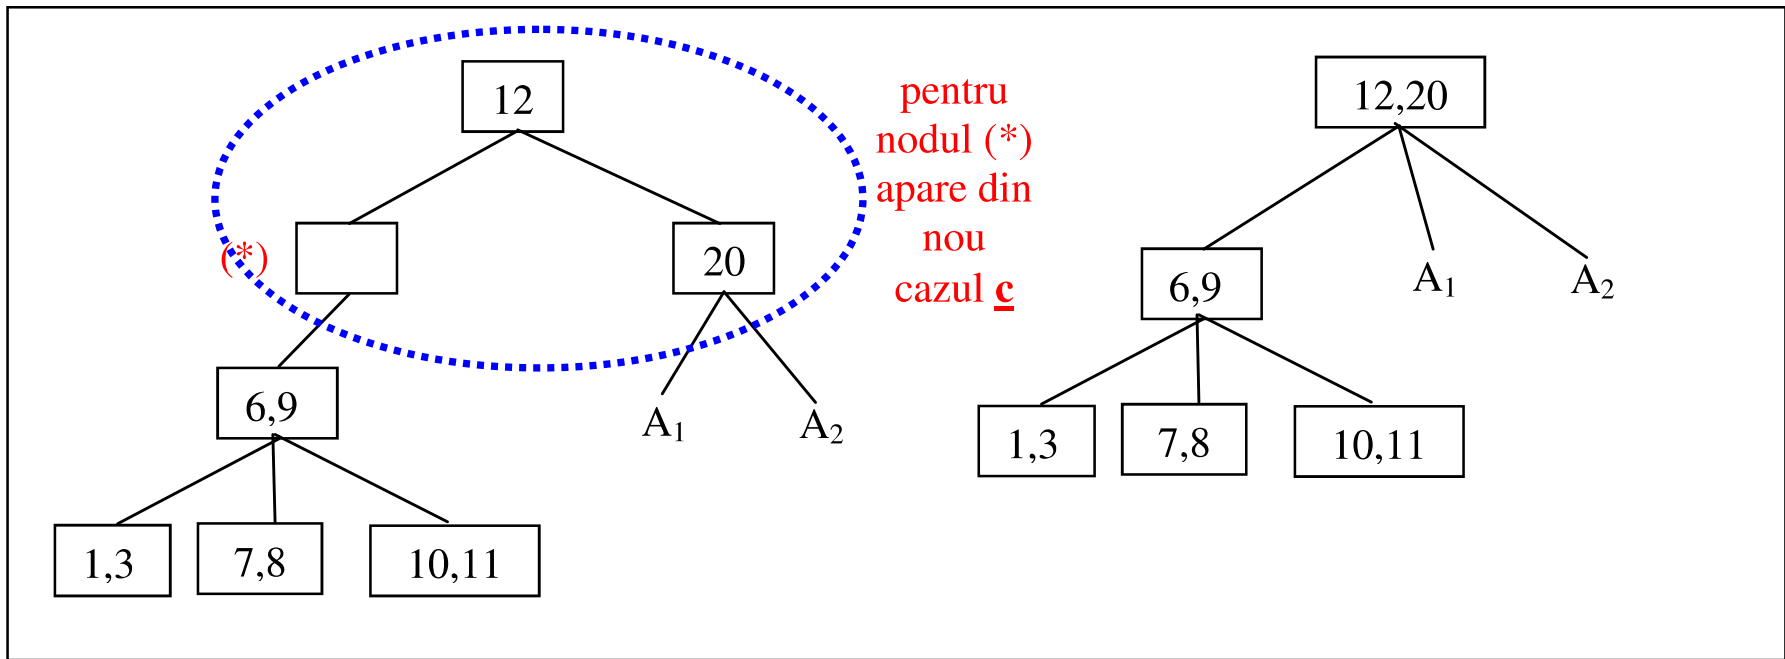 12
pentru
nodul (*)
apare din
nou
cazul c
(*)
20
6,9
A1
A2
1,3
7,8
10,11
12,20
6,9
A1
A2
1,3
7,8
10,11